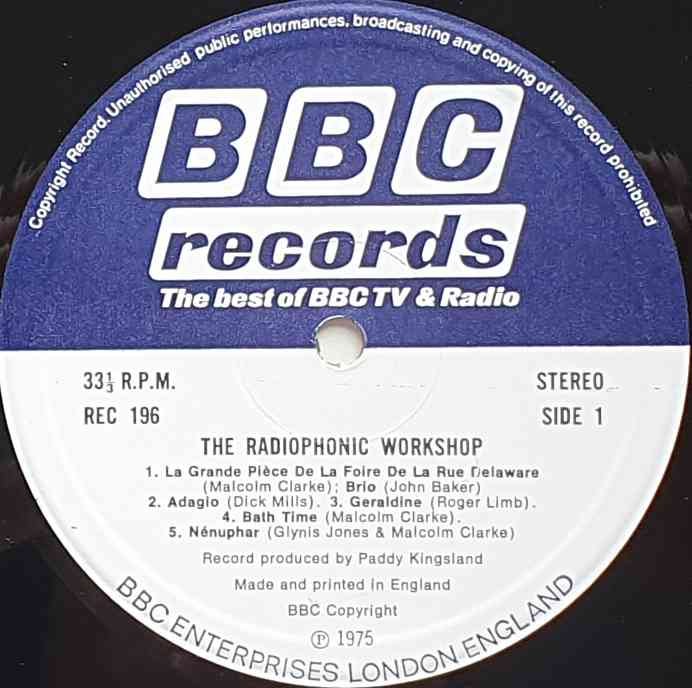 Copyright Record. Unauthorised public performances, broadcasting and copying of this record prohibited
BBC
records
The best of BBC TV & Radio
33⅓ R.P.M.
STEREO
REC 196
SIDE 1
THE RADIOPHONIC WORKSHOP
1. La Grande Pièce De La Foire De La Rue Delaware
(Malcolm Clarke); Brio (John Baker)
2. Adagio (Dick Mills). 3. Geraldine (Roger Limb).
4. Bath Time (Malcolm Clarke).
5. Nénuphar (Glynis Jones & Malcolm Clarke)
Record produced by Paddy Kingsland
Made and printed in England
BBC Copyright
℗ 1975
BBC ENTERPRISES LONDON ENGLAND